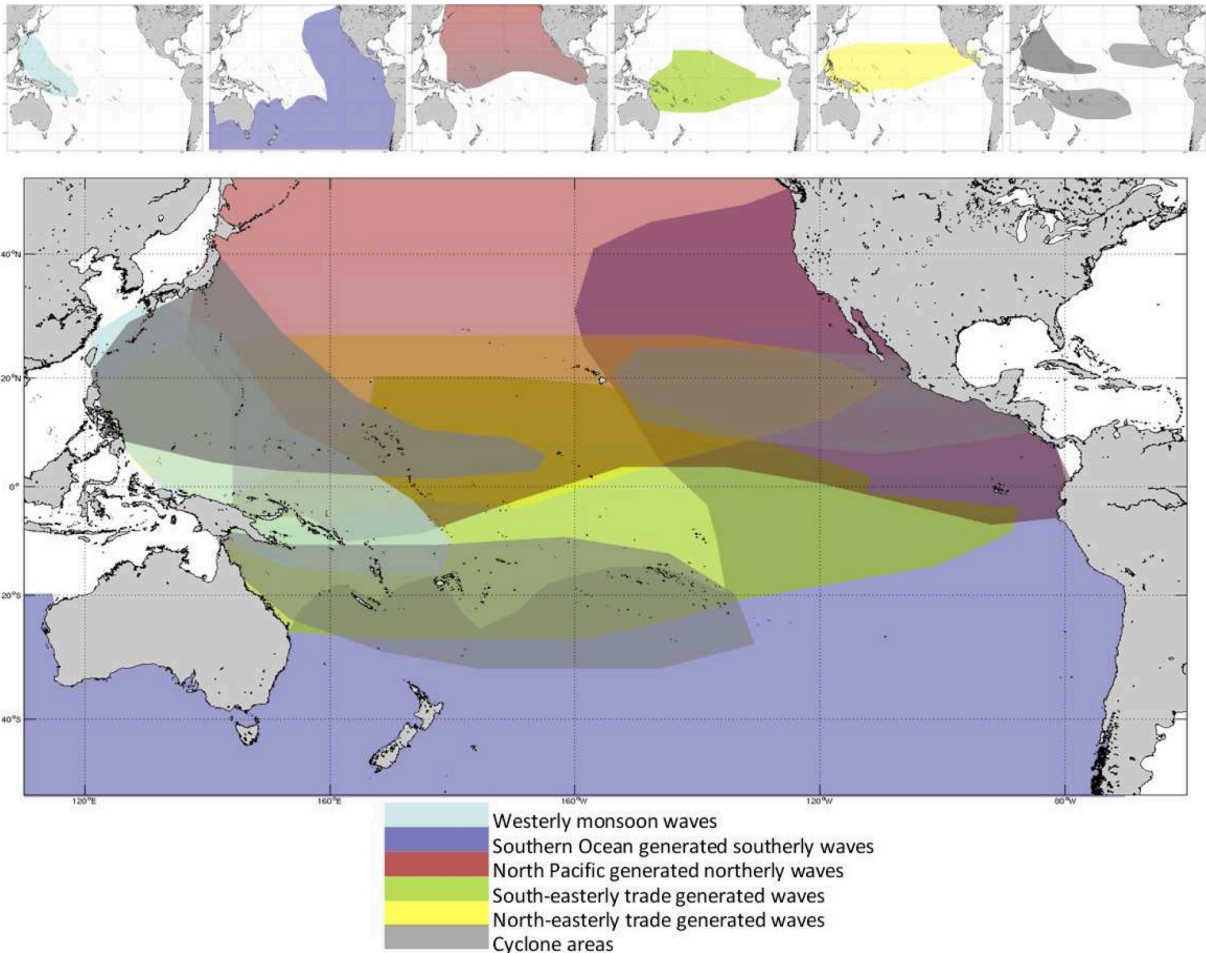 40°N
20°N
0°
20°S
40°S
120°E
160°E
160°W
120°W
80°W
Westerly monsoon waves
Southern Ocean generated southerly waves
North Pacific generated northerly waves
South-easterly trade generated waves
North-easterly trade generated waves
Cyclone areas